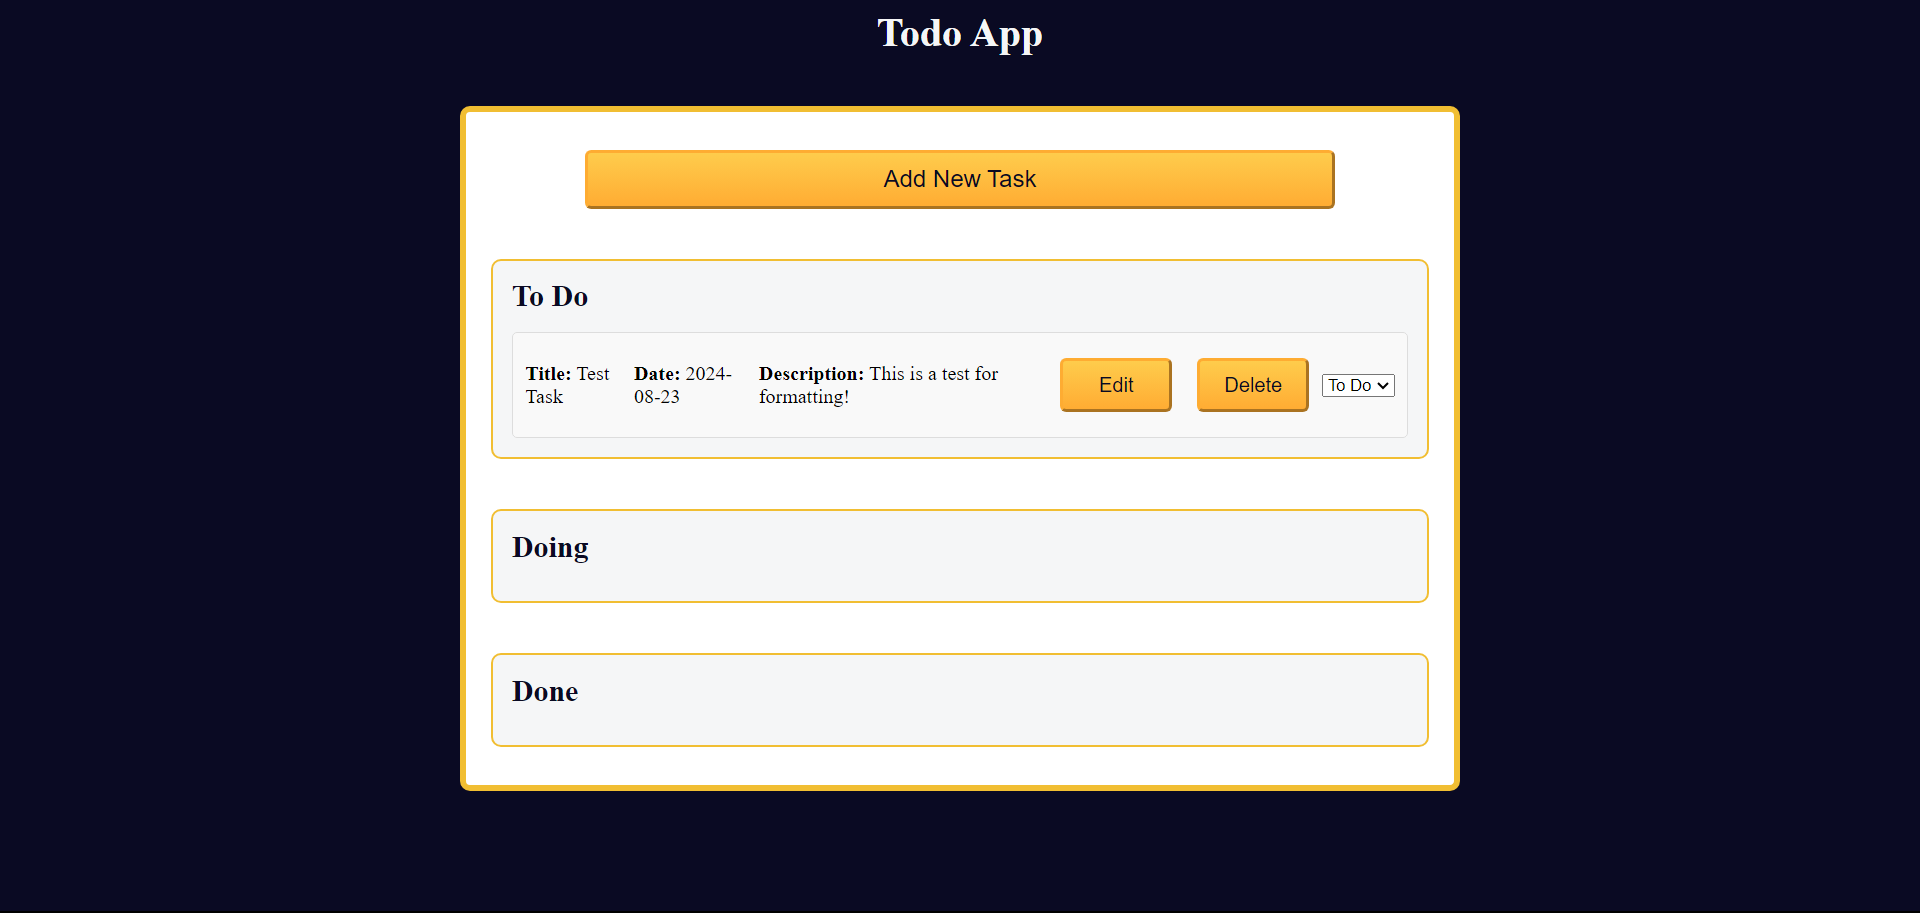 Todo App
Add New Task
To Do
Title: Test
Task
Date: 2024-
08-23
Description: This is a test for
formatting!
Edit
Delete
To Do
Doing
Done